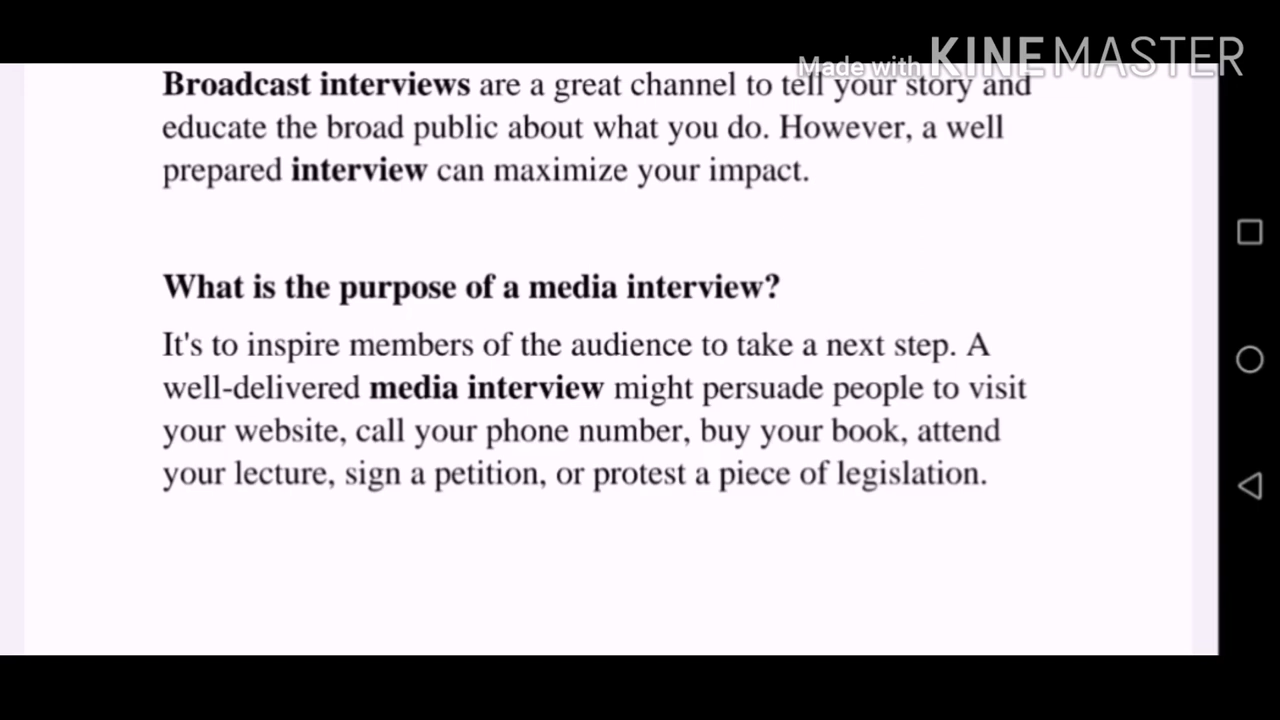 Made with KINEMASTER
Broadcast interviews are a great channel to tell your story and
educate the broad public about what you do. However, a well
prepared interview can maximize your impact.
What is the purpose of a media interview?
It's to inspire members of the audience to take a next step. A
well-delivered media interview might persuade people to visit
your website, call your phone number, buy your book, attend
your lecture, sign a petition, or protest a piece of legislation.